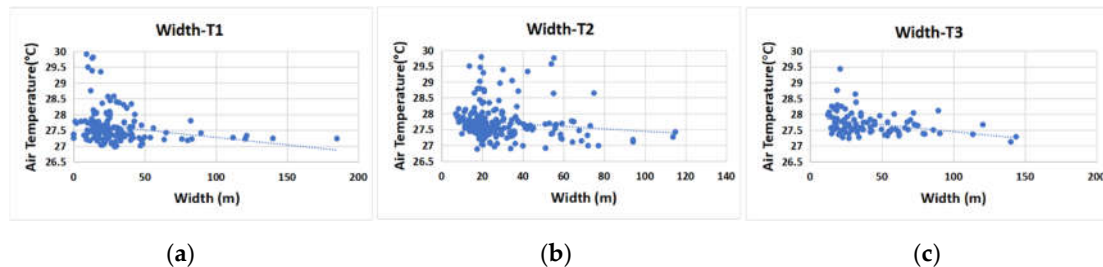 Width-T1
Air Temperature(°C)
30
29.5
29
28.5
28
27.5
27
26.5
0 50 100 150 200
Width (m)
Width-T2
Air Temperature(°C)
30
29.5
29
28.5
28
27.5
27
26.5
0 20 40 60 80 100 120 140
Width (m)
Width-T3
Air Temperature(°C)
30
29.5
29
28.5
28
27.5
27
26.5
0 50 100 150 200
Width (m)
(a) (b) (c)